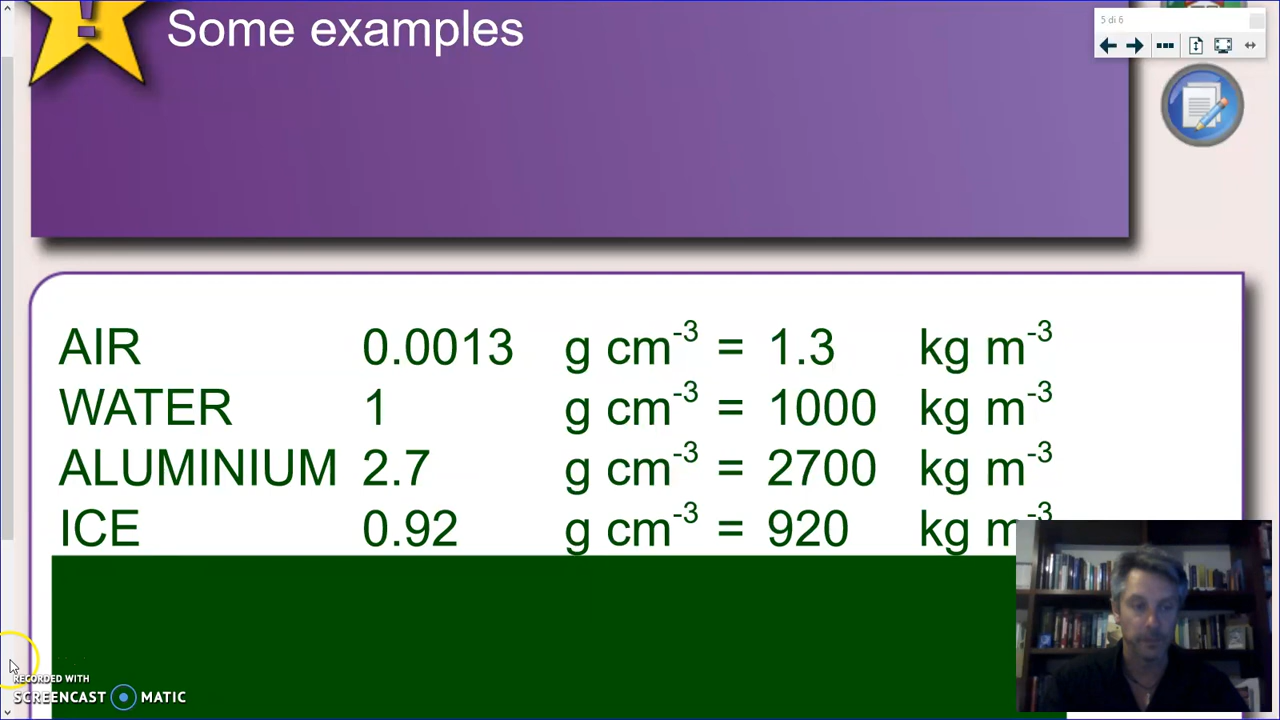 Some examples
5 di 6
AIR 0.0013 g cm-3 = 1.3 kg m-3
WATER 1 g cm-3 = 1000 kg m-3
ALUMINIUM 2.7 g cm-3 = 2700 kg m-3
ICE 0.92 g cm-3 = 920 kg m-3
RECORDED WITH
SCREENCAST MATIC